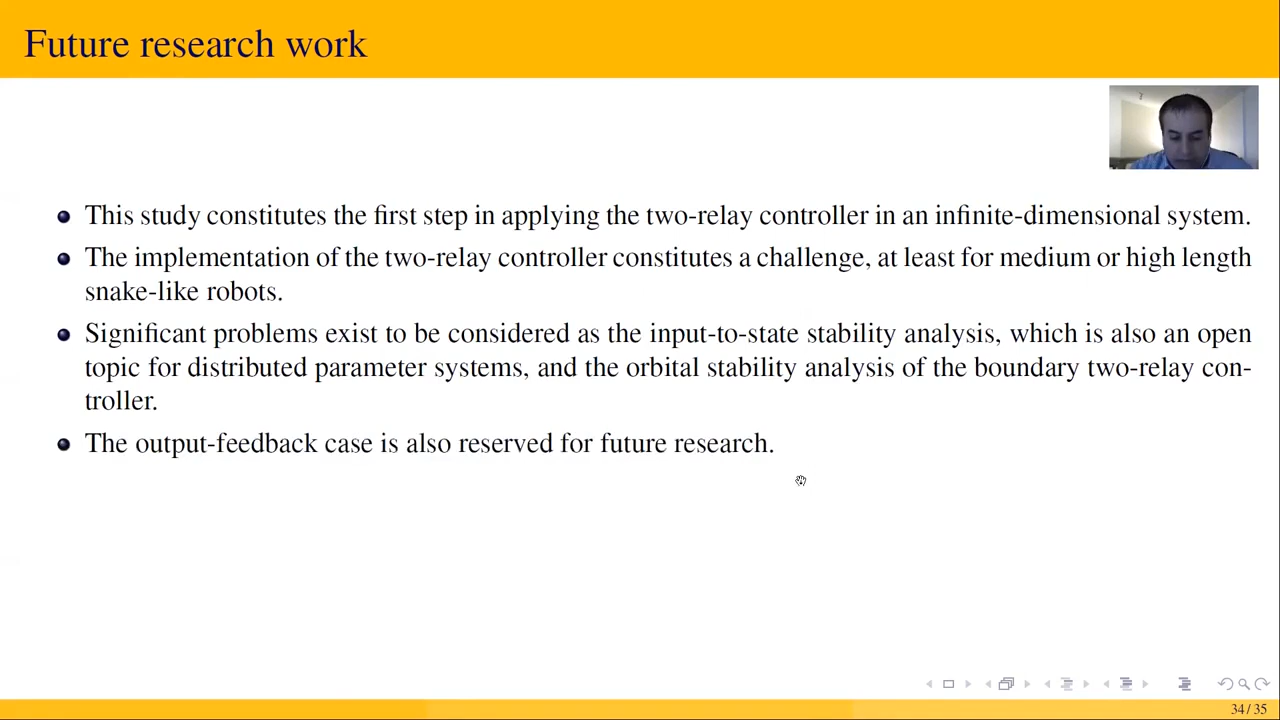 Future research work
This study constitutes the first step in applying the two-relay controller in an infinite-dimensional system.
The implementation of the two-relay controller constitutes a challenge, at least for medium or high length
snake-like robots.
Significant problems exist to be considered as the input-to-state stability analysis, which is also an open
topic for distributed parameter systems, and the orbital stability analysis of the boundary two-relay con-
troller.
The output-feedback case is also reserved for future research.
34 / 35